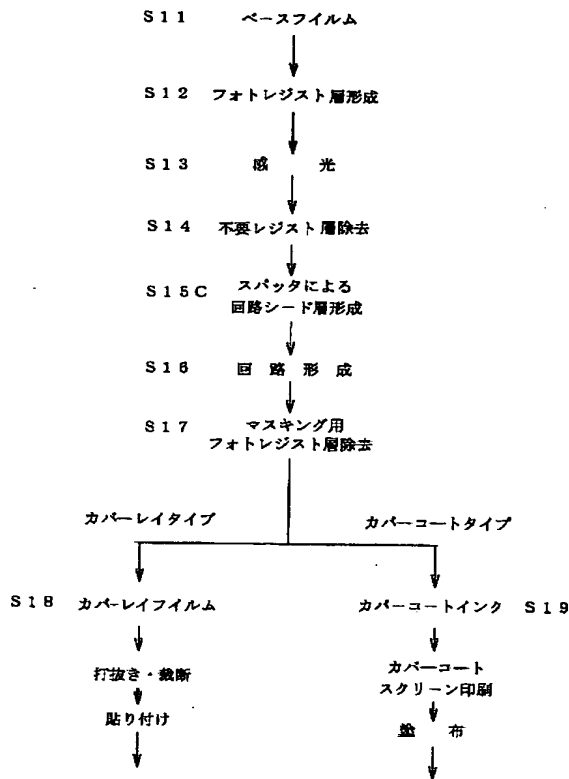 S11 ベースフイルム
S12 フォトレジスト層形成
S13 感 光
S14 不要レジスト層除去
S15C スパッタによる
回路シード層形成
S16 回 路 形 成
S17 マスキング用
フォトレジスト層除去
カバーレイタイプ
カバーコートタイプ
S18 カバーレイフイルム
カバーコートインク S19
打抜き・裁断
カバーコート
スクリーン印刷
貼り付け
塗 布